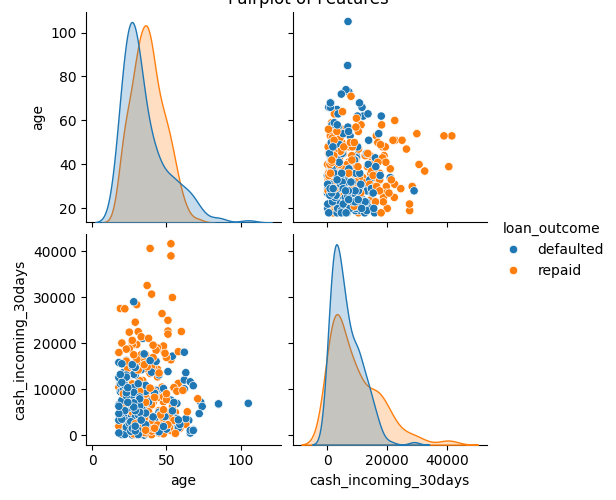 Pairplot of Features
100
80
60
40
20
age
loan_outcome
defaulted
repaid
40000
30000
20000
10000
0
cash_incoming_30days
0 50 100
0 20000 40000
age
cash_incoming_30days